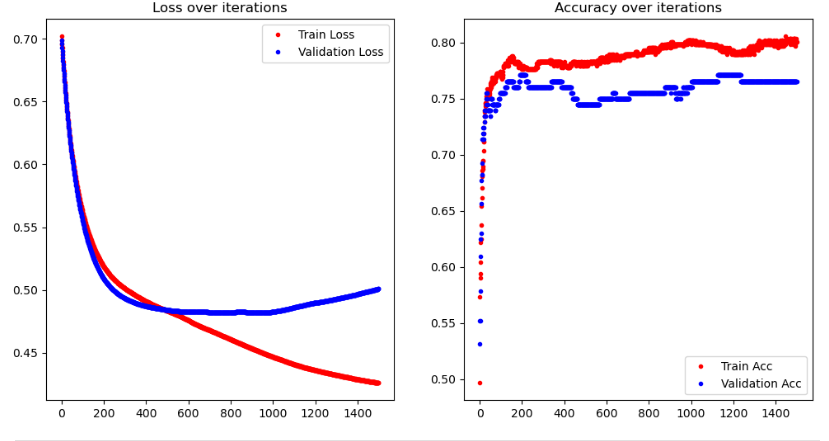 Loss over iterations
0.70
0.65
0.60
0.55
0.50
0.45
Train Loss
Validation Loss
0 200 400 600 800 1000 1200 1400
Accuracy over iterations
0.80
0.75
0.70
0.65
0.60
0.55
0.50
Train Acc
Validation Acc
0 200 400 600 800 1000 1200 1400